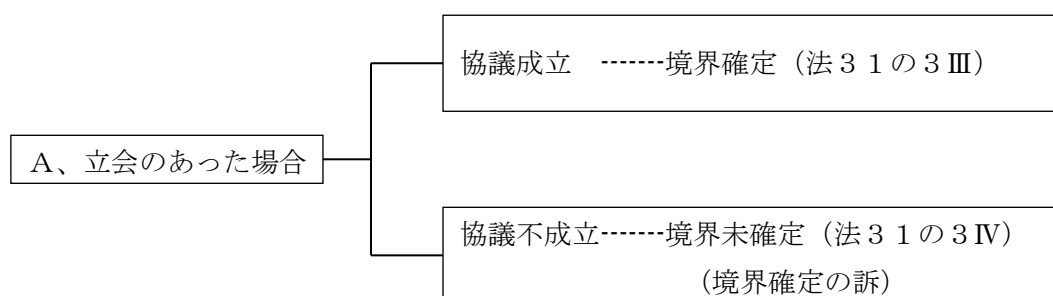 協議成立　-------境界確定（法３１の３Ⅲ）
Ａ、立会のあった場合
協議不成立-------境界未確定（法３１の３Ⅳ）
（境界確定の訴）